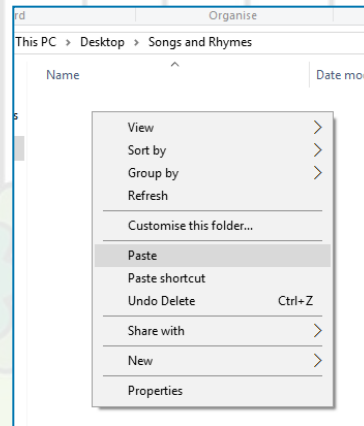 rd Organise
This PC > Desktop > Songs and Rhymes
Name Date mo
s
View
Sort by
Group by
Refresh
Customise this folder...
Paste
Paste shortcut
Undo Delete Ctrl+Z
Share with
New
Properties